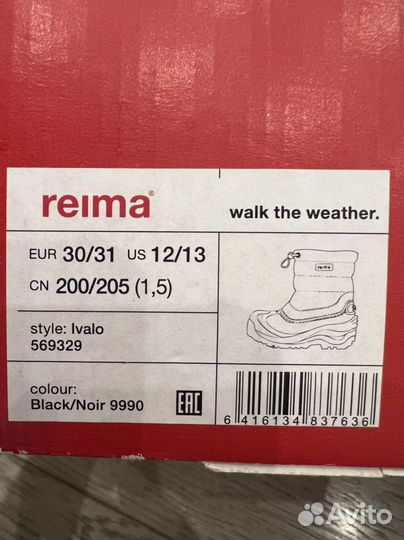 reima®
walk the weather.
EUR 30/31 US 12/13
CN 200/205 (1,5)
style: Ivalo
569329
colour:
Black/Noir 9990
EAC
6 416134 837636
Avito